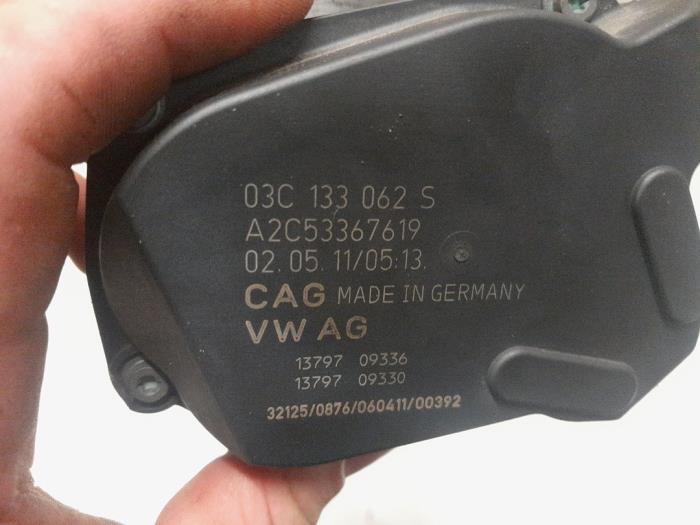 03C 133 062 S
A2C53367619
02. 05. 11/05:13.
CAG MADE IN GERMANY
VW AG
13797 09336
13797 09330
32125/0876/060411/00392